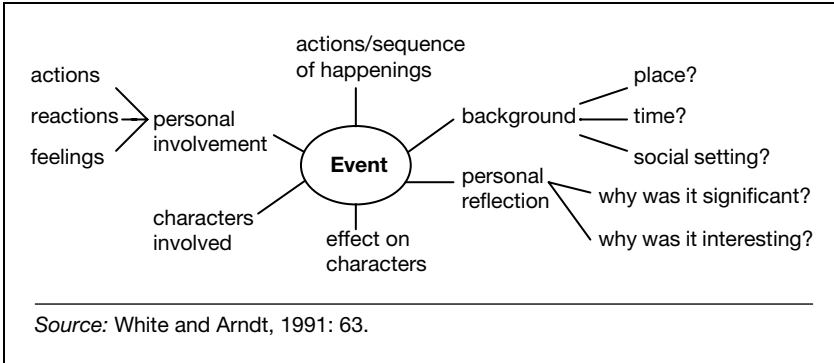 actions/sequence
of happenings
actions
reactions
feelings
personal
involvement
characters
involved
Event
effect on
characters
background
place?
time?
social setting?
personal
reflection
why was it significant?
why was it interesting?
Source: White and Arndt, 1991: 63.